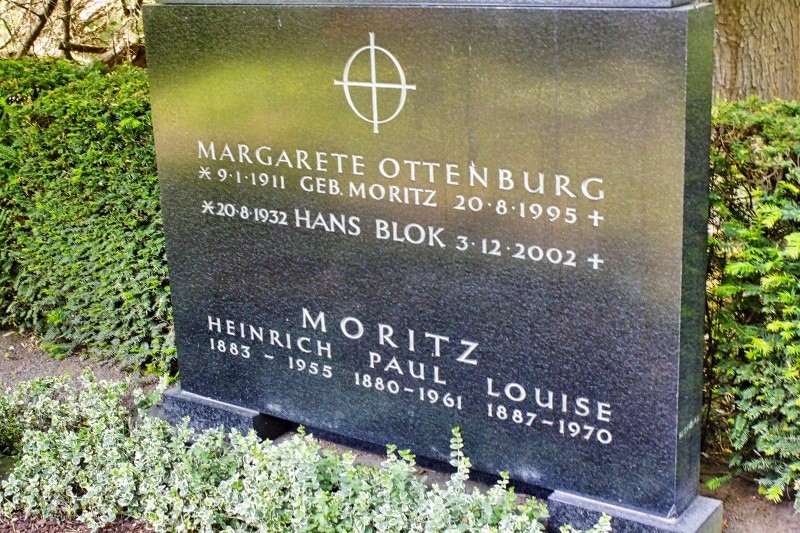 MARGARETE OTTENBURG
* 9·1·1911 GEB. MORITZ 20·8·1995 +
*20·8·1932 HANS BLOK 3·12·2002 +
MORITZ
HEINRICH PAUL LOUISE
1883 – 1955 1880–1961 1887–1970